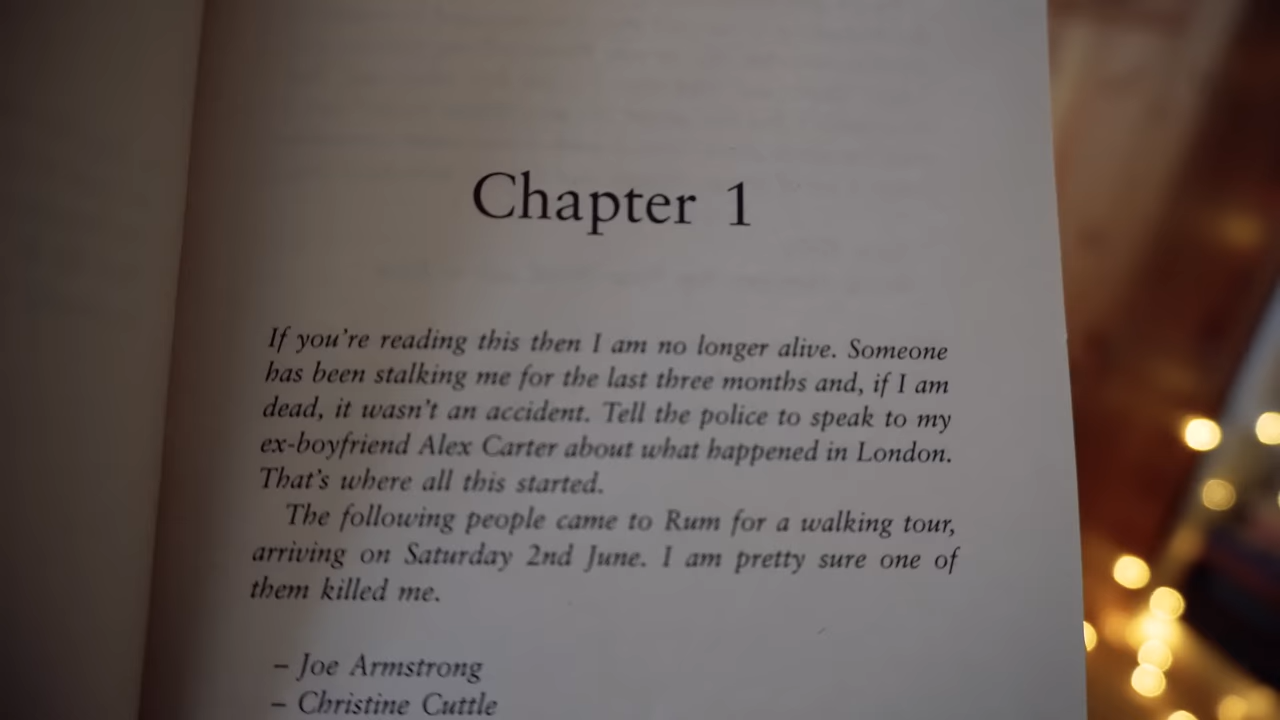 Chapter 1
If you're reading this then I am no longer alive. Someone
has been stalking me for the last three months and, if I am
dead, it wasn't an accident. Tell the police to speak to my
ex-boyfriend Alex Carter about what happened in London.
That's where all this started.
The following people came to Rum for a walking tour,
arriving on Saturday 2nd June. I am pretty sure one of
them killed me.
– Joe Armstrong
– Christine Cuttle